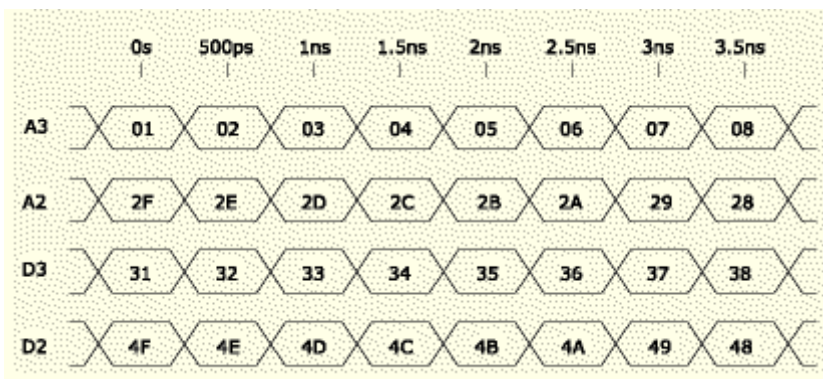 0s 500ps 1ns 1.5ns 2ns 2.5ns 3ns 3.5ns
A3 01 02 03 04 05 06 07 08
A2 2F 2E 2D 2C 2B 2A 29 28
D3 31 32 33 34 35 36 37 38
D2 4F 4E 4D 4C 4B 4A 49 48